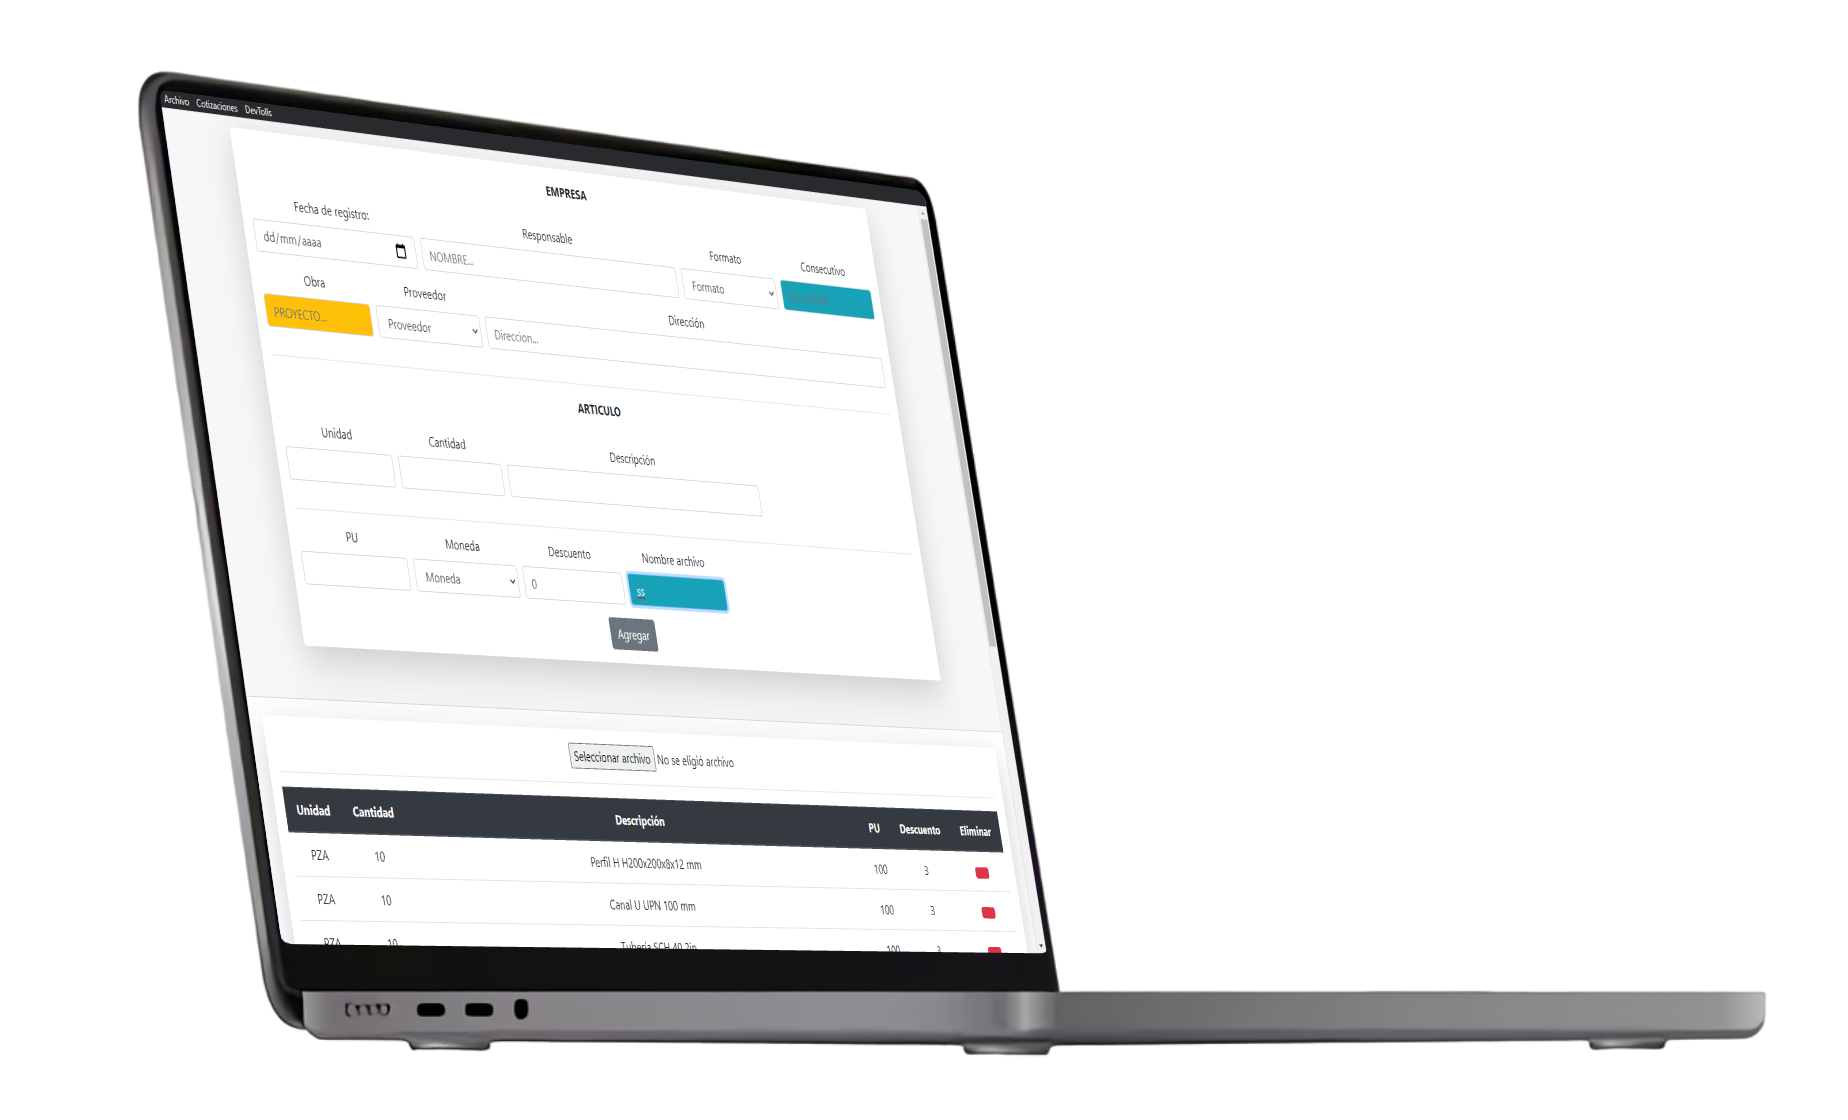 Archivo Cotizaciones DevTolls
EMPRESA
Fecha de registro:
Responsable
Formato
Consecutivo
dd/mm/aaaa
NOMBRE...
Formato
Obra
Proveedor
Dirección
PROYECTO...
Proveedor
Direccion...
ARTICULO
Unidad
Cantidad
Descripción
PU
Moneda
Descuento
Nombre archivo
Moneda
0
ss
Agregar
Seleccionar archivo No se eligió archivo
Unidad Cantidad Descripción PU Descuento Eliminar
PZA 10 Perfil H H200x200x8x12 mm 100 3
PZA 10 Canal U UPN 100 mm 100 3
PZA 10 Tubería SCH 40 2in 100 3